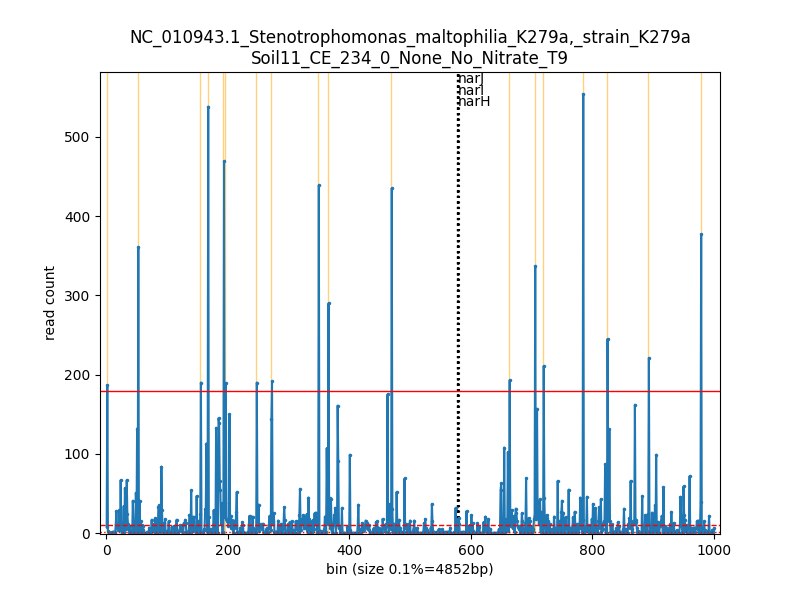 NC_010943.1_Stenotrophomonas_maltophilia_K279a,_strain_K279a
Soil11_CE_234_0_None_No_Nitrate_T9
narJ
narI
narH
500
400
300
200
100
0
read count
0 200 400 600 800 1000
bin (size 0.1%=4852bp)